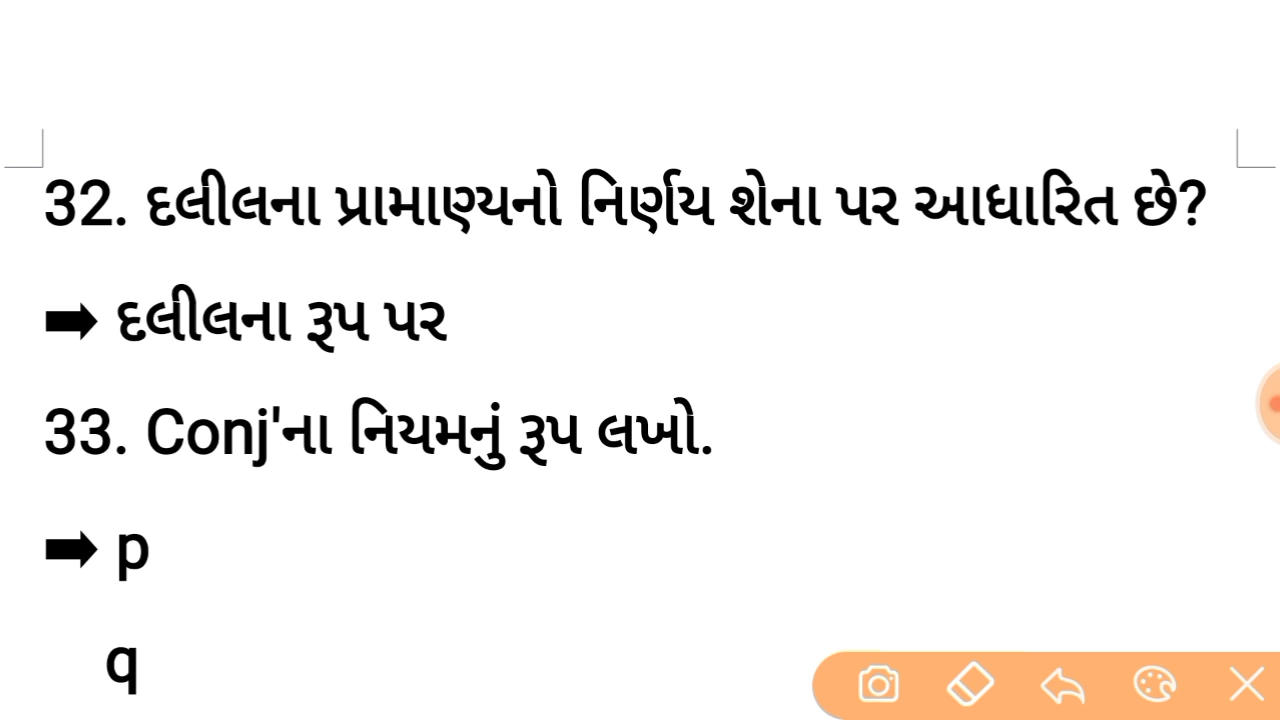 32. દલીલના પ્રામાણ્યનો નિર્ણય શેના પર આધારિત છે?
➡ દલીલના રૂપ પર
33. Conj'ના નિયમનું રૂપ લખો.
➡ p
q